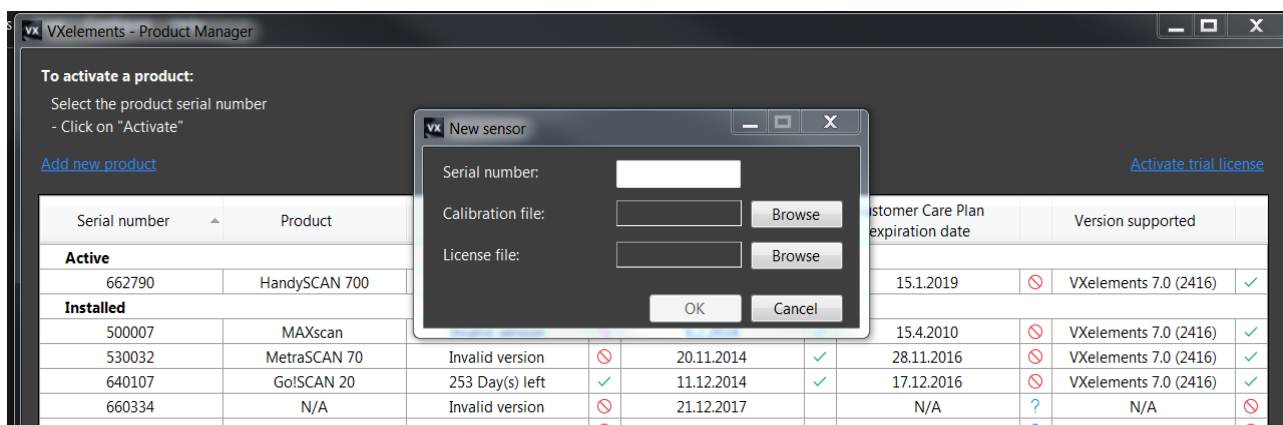 VXelements - Product Manager
To activate a product:
Select the product serial number
- Click on "Activate"
Add new product
Activate trial license
vx New sensor
Serial number:
Calibration file: Browse
License file: Browse
OK Cancel
Serial number Product stomer Care Plan expiration date Version supported
Active
662790 HandySCAN 700 15.1.2019 VXelements 7.0 (2416)
Installed
500007 MAXscan 15.4.2010 VXelements 7.0 (2416)
530032 MetraSCAN 70 Invalid version 20.11.2014 28.11.2016 VXelements 7.0 (2416)
640107 Go!SCAN 20 253 Day(s) left 11.12.2014 17.12.2016 VXelements 7.0 (2416)
660334 N/A Invalid version 21.12.2017 N/A ? N/A